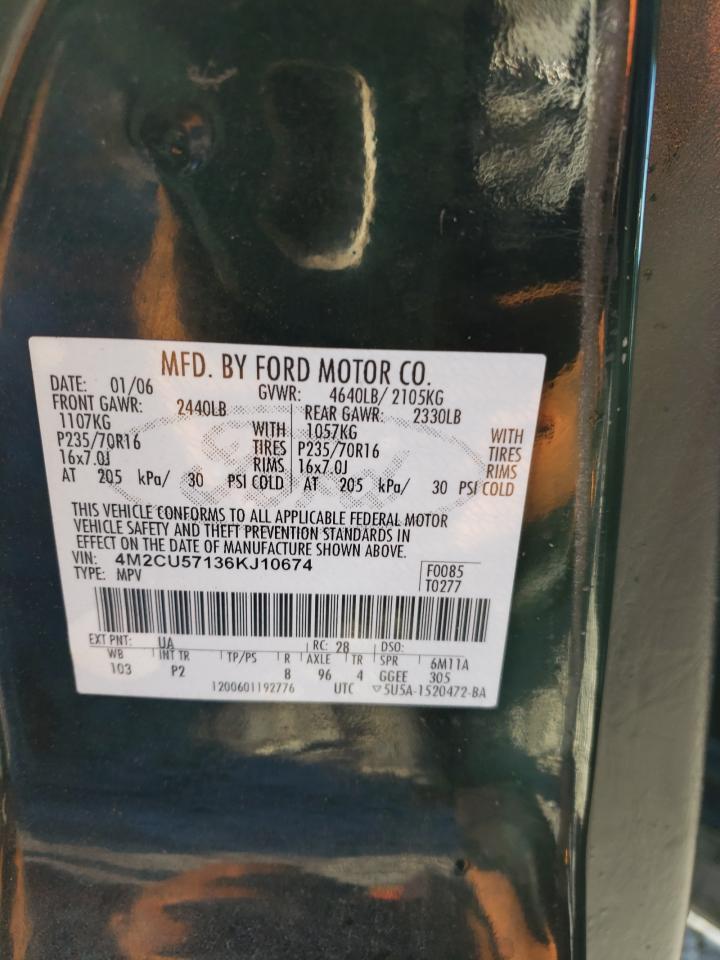 MFD. BY FORD MOTOR CO.
DATE: 01/06 GVWR: 4640LB/ 2105KG
FRONT GAWR: 2440LB REAR GAWR: 2330LB
1107KG WITH 1057KG WITH
P235/70R16 TIRES P235/70R16 TIRES
16x7.0J RIMS 16x7.0J RIMS
AT 205 kPa/ 30 PSI COLD AT 205 kPa/ 30 PSI COLD
THIS VEHICLE CONFORMS TO ALL APPLICABLE FEDERAL MOTOR
VEHICLE SAFETY AND THEFT PREVENTION STANDARDS IN
EFFECT ON THE DATE OF MANUFACTURE SHOWN ABOVE.
VIN: 4M2CU57136KJ10674 F0085
TYPE: MPV T0277
EXT PNT: UA RC: 28 DSO:
WB INT TR TP/PS R AXLE TR SPR 6M11A
103 P2 8 96 4 GGEE 305
1200601192776 UTC ▽5U5A-1520472-BA
Ford